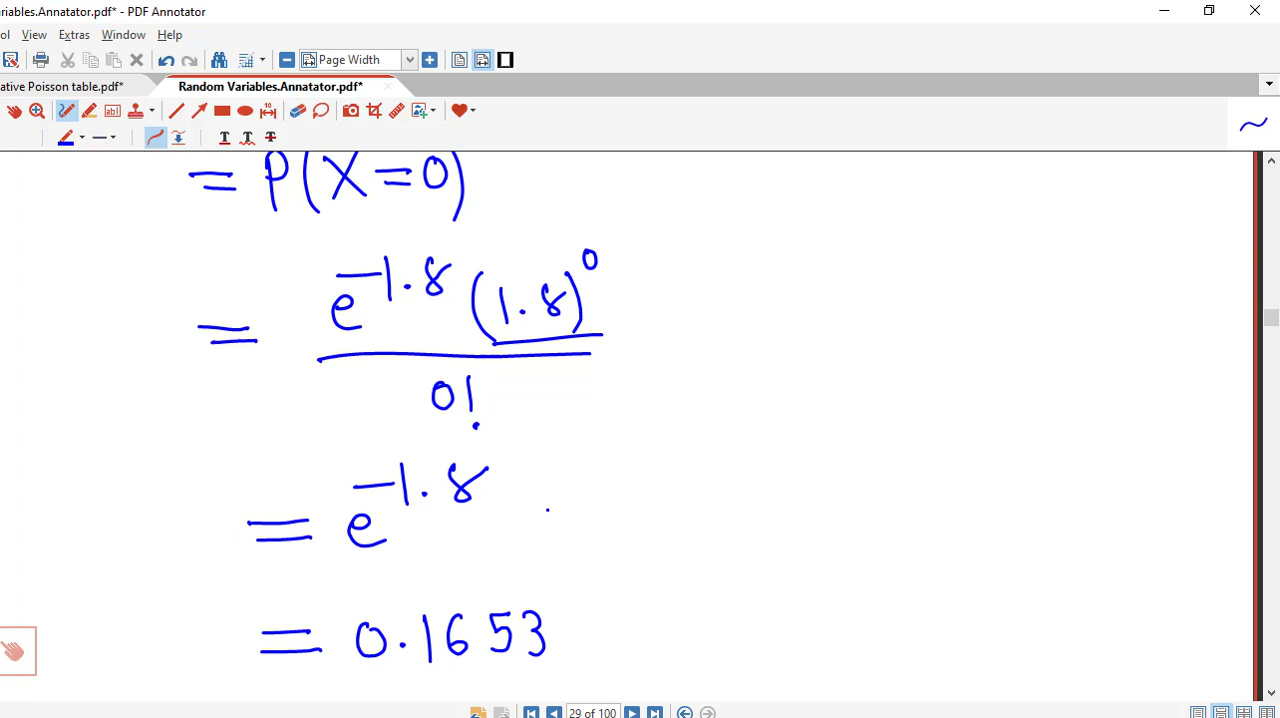 ariables.Annatator.pdf* - PDF Annotator
ol View Extras Window Help
Page Width
ative Poisson table.pdf* Random Variables.Annatator.pdf*
= P(X=0)
= e^-1.8 (1.8)^0
0!
= e^-1.8
= 0.1653
29 of 100